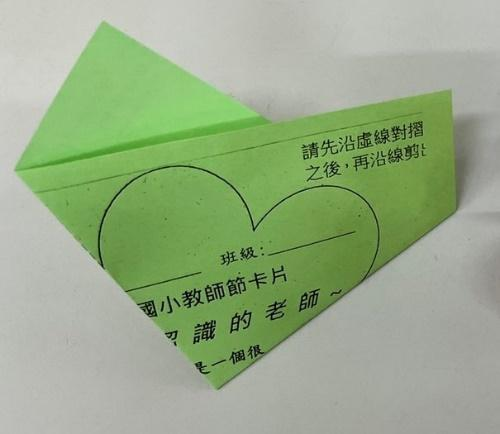 請先沿虛線對摺
之後，再沿線剪
班級：
國小教師節卡片
認識的老師～
是一個很